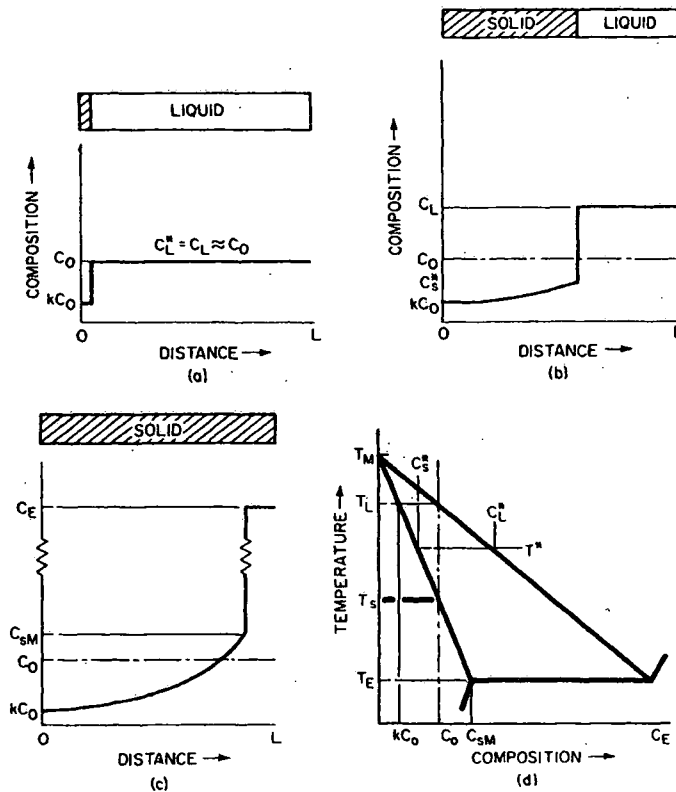 LIQUID
COMPOSITION →
C_O
kC_O
C_L^* = C_L ≈ C_O
O
L
DISTANCE →
(a)
SOLID
LIQUID
COMPOSITION →
C_L
C_O
C_S^*
kC_O
O
DISTANCE →
(b)
SOLID
COMPOSITION →
C_E
C_SM
C_O
kC_O
O
L
DISTANCE →
(c)
TEMPERATURE →
T_M
T_L
T_S
T_E
C_S^*
C_L^*
T^*
kC_O
C_O
C_SM
C_E
COMPOSITION →
(d)